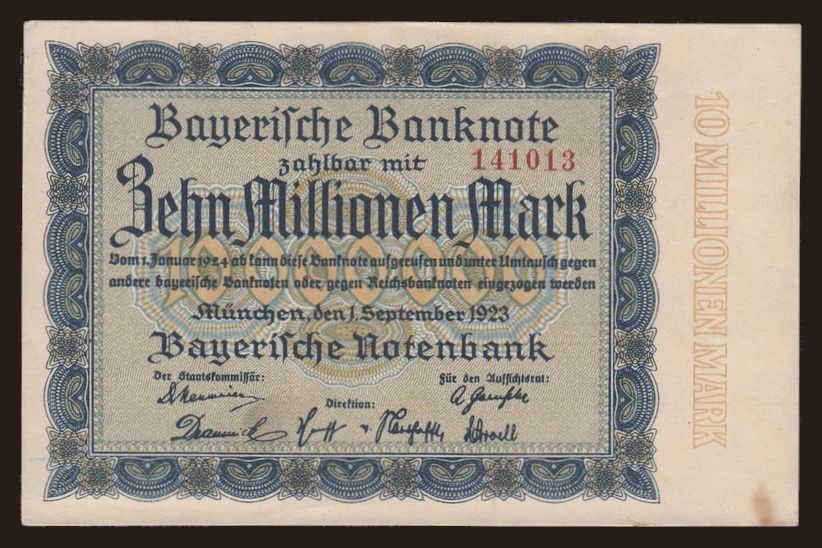 Bayerische Banknote
zahlbar mit 141013
Zehn Millionen Mark
10000000
Vom 1. Januar 1924 ab kann diese Banknote aufgerufen und unter Umtausch gegen
andere bayerische Banknoten oder gegen Reichsbanknoten eingezogen werden
München, den 1. September 1923
Bayerische Notenbank
Der Staatskommissär: Für den Aufsichtsrat:
Direktion:
10 MILLIONEN MARK